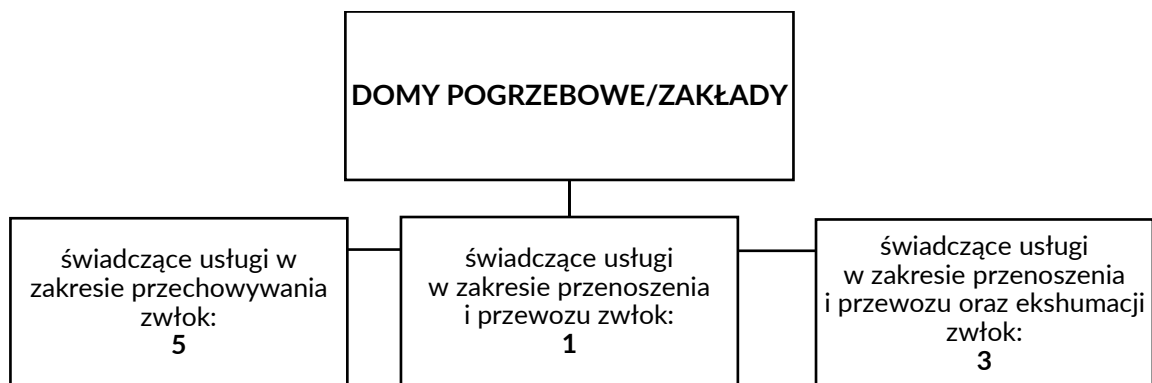 DOMY POGRZEBOWE/ZAKŁADY
świadczące usługi w
zakresie przechowywania
zwłok:
5
świadczące usługi
w zakresie przenoszenia
i przewozu zwłok:
1
świadczące usługi
w zakresie przenoszenia
i przewozu oraz ekshumacji
zwłok:
3